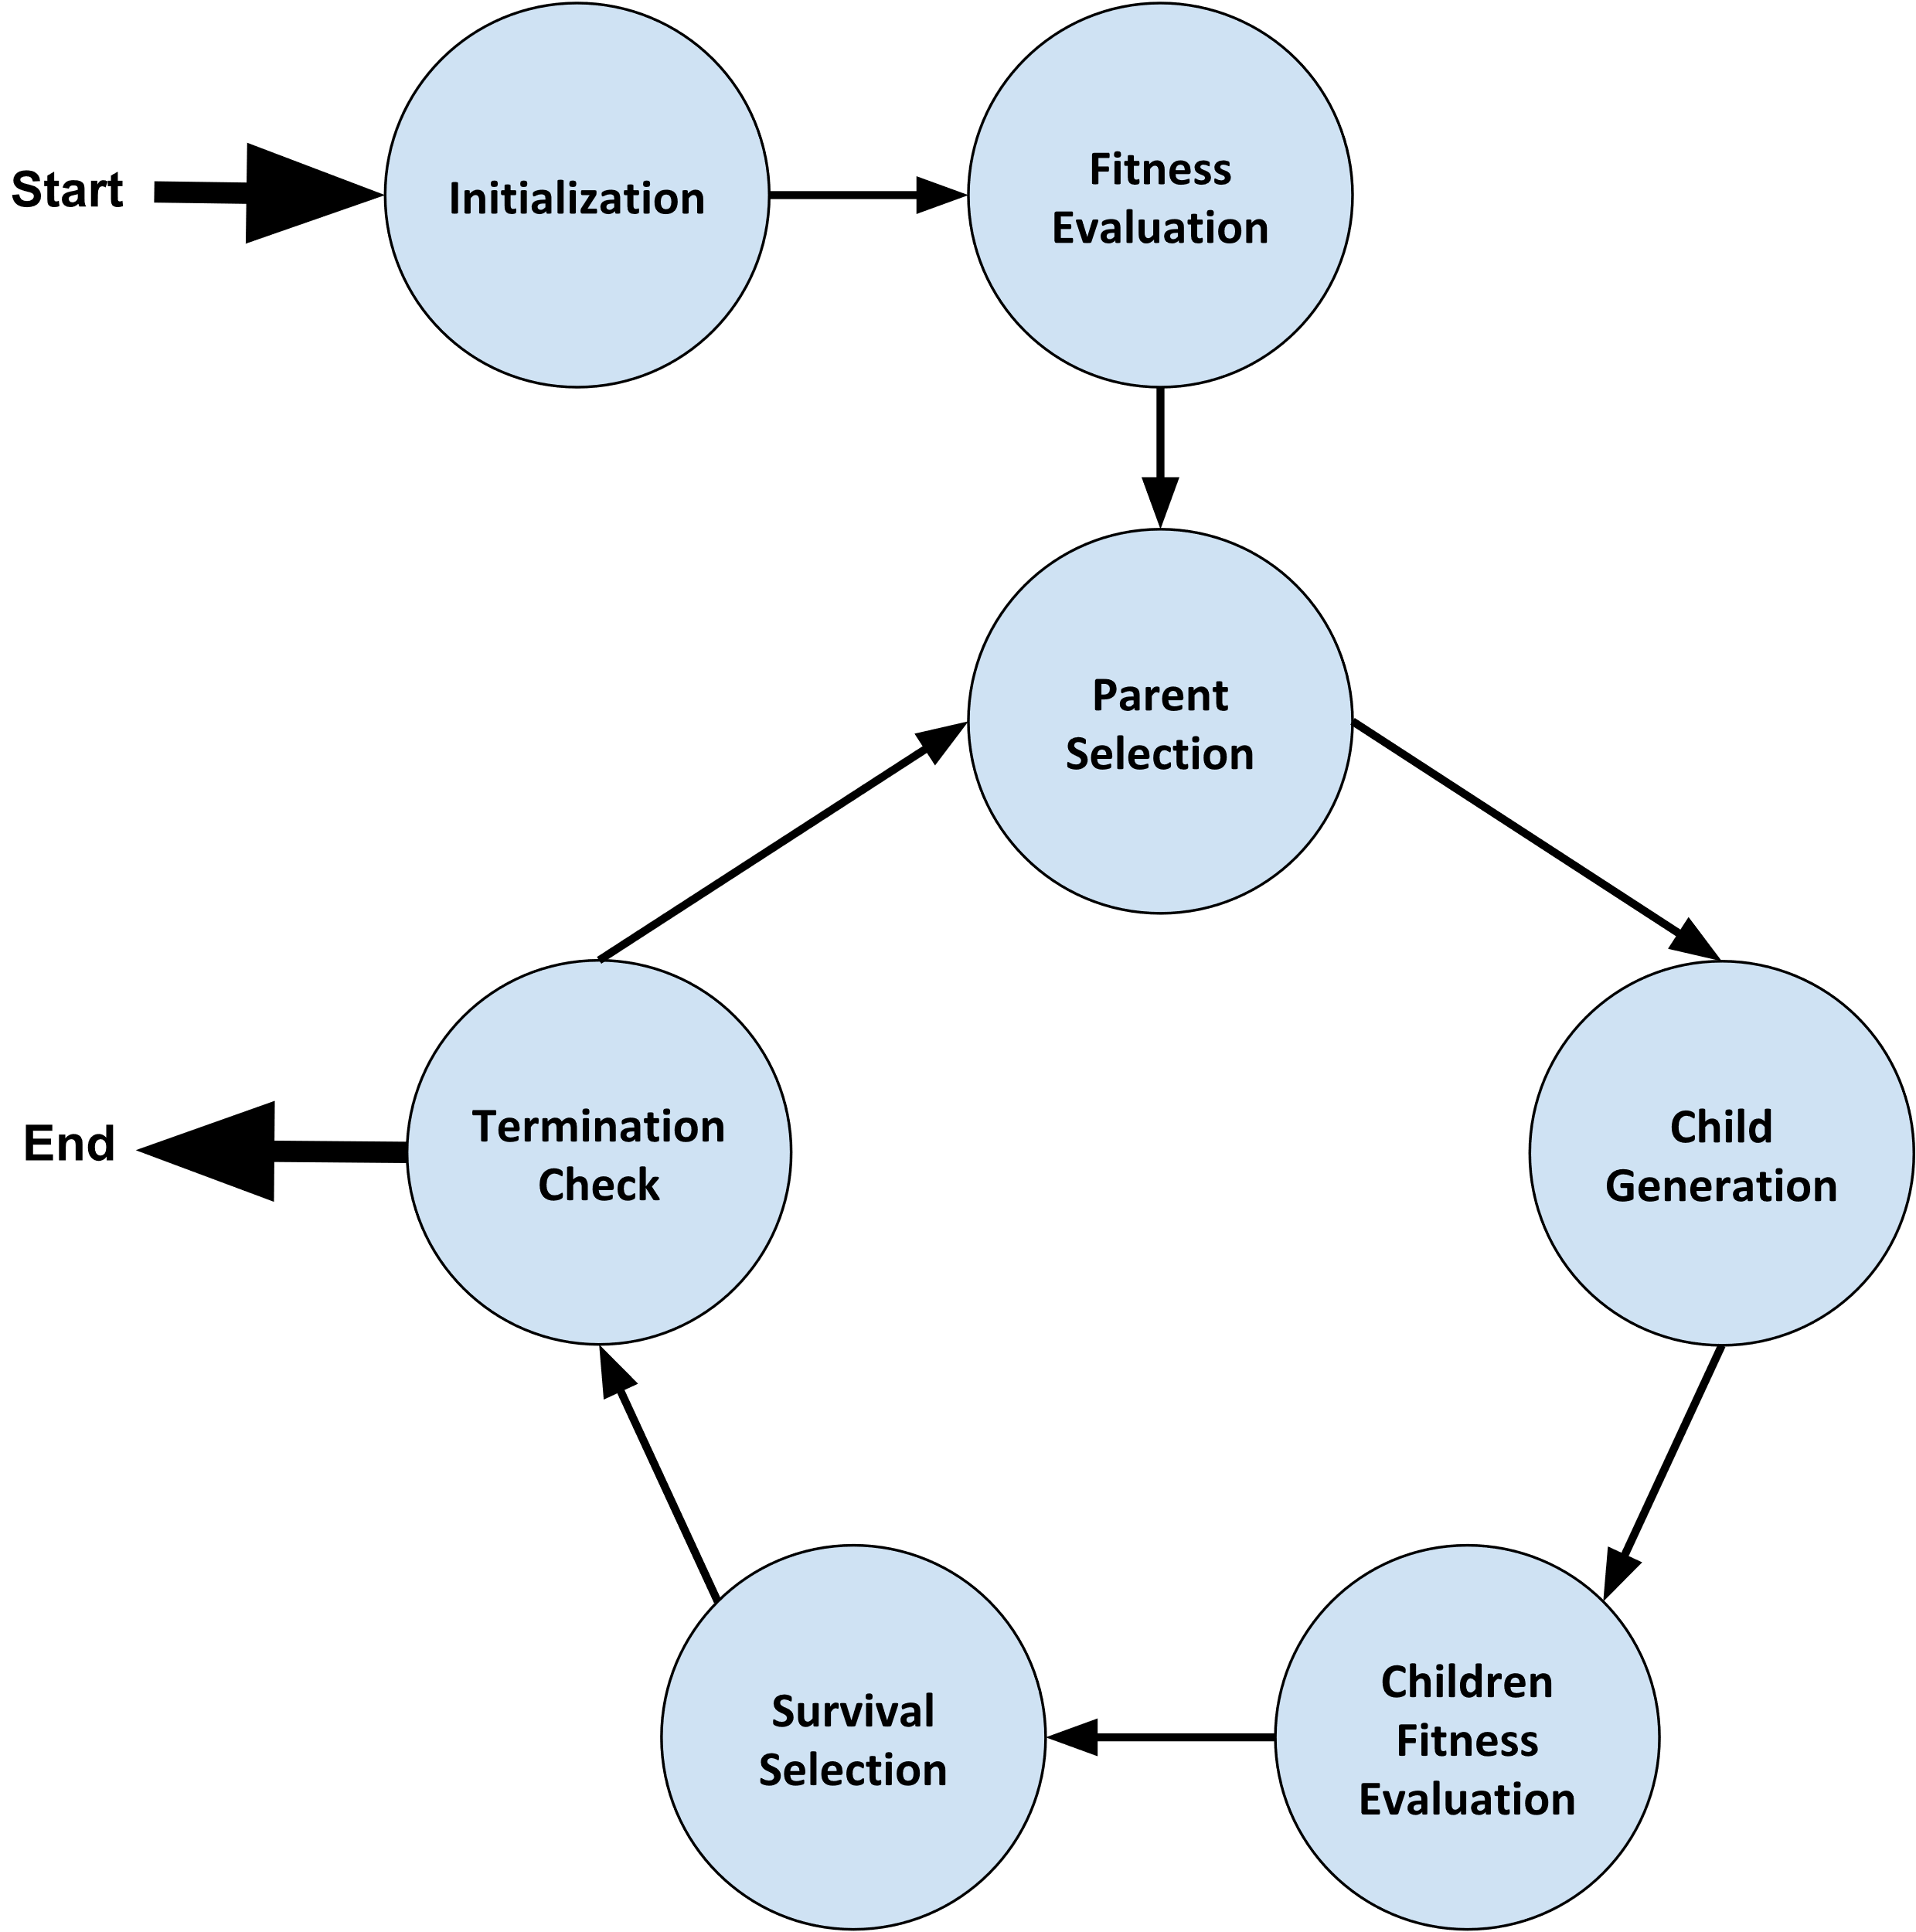 Start
Initialization
Fitness
Evaluation
Parent
Selection
Termination
Check
End
Child
Generation
Survival
Selection
Children
Fitness
Evaluation